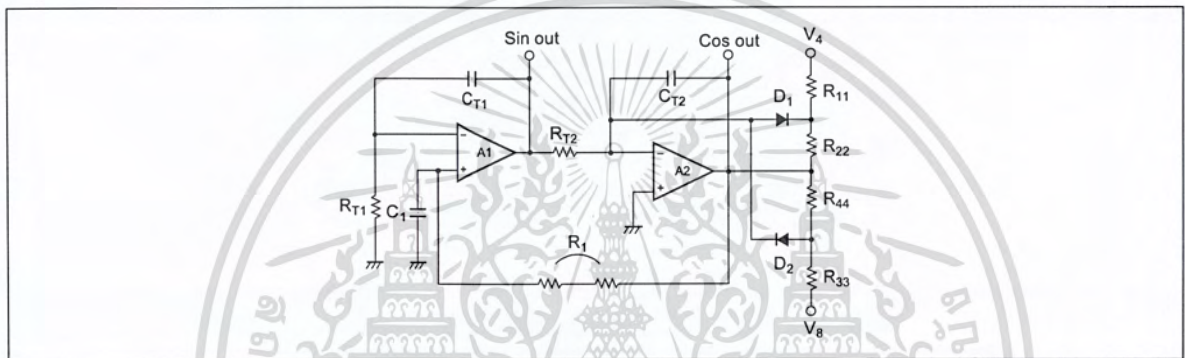 Sin out
Cos out
V4
CT1
CT2
D1
R11
RT2
R22
A1
A2
R44
RT1
C1
R1
D2
R33
V8